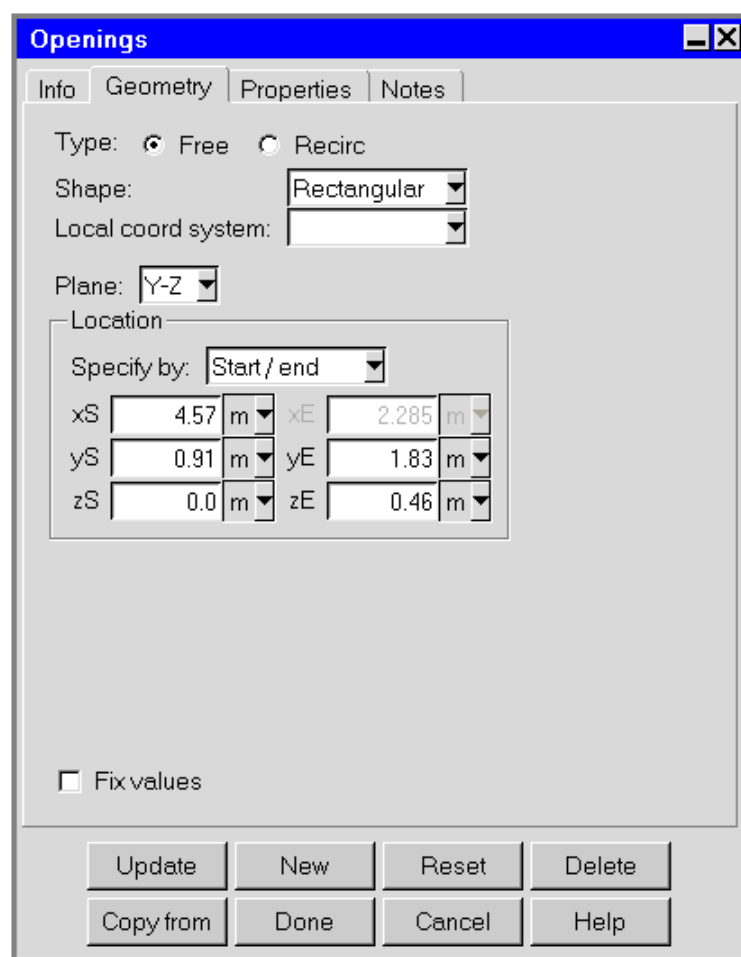 Openings
Info Geometry Properties Notes
Type: Free Recirc
Shape: Rectangular
Local coord system:
Plane: Y-Z
Location
Specify by: Start / end
xS 4.57 m xE 2.285 m
yS 0.91 m yE 1.83 m
zS 0.0 m zE 0.46 m
Fix values
Update New Reset Delete
Copy from Done Cancel Help